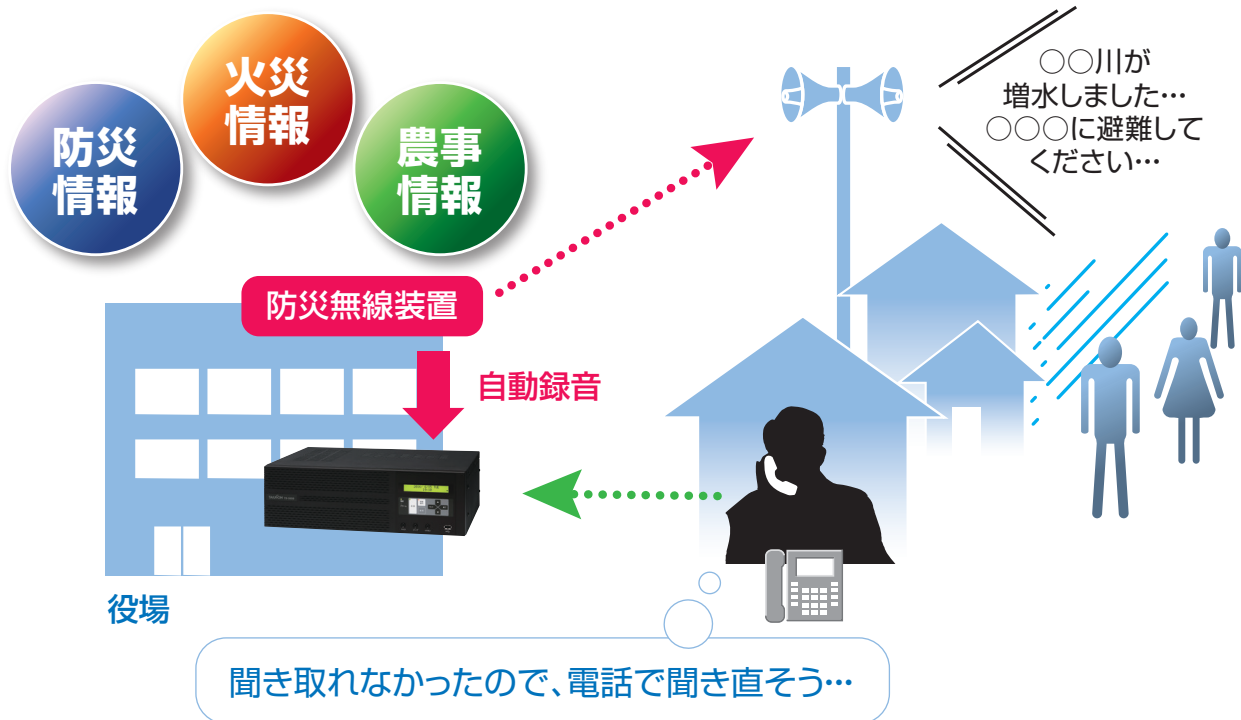 防災
情報
火災
情報
農事
情報
○○川が
増水しました…
○○○に避難して
ください…
防災無線装置
自動録音
役場
聞き取れなかったので、電話で聞き直そう…